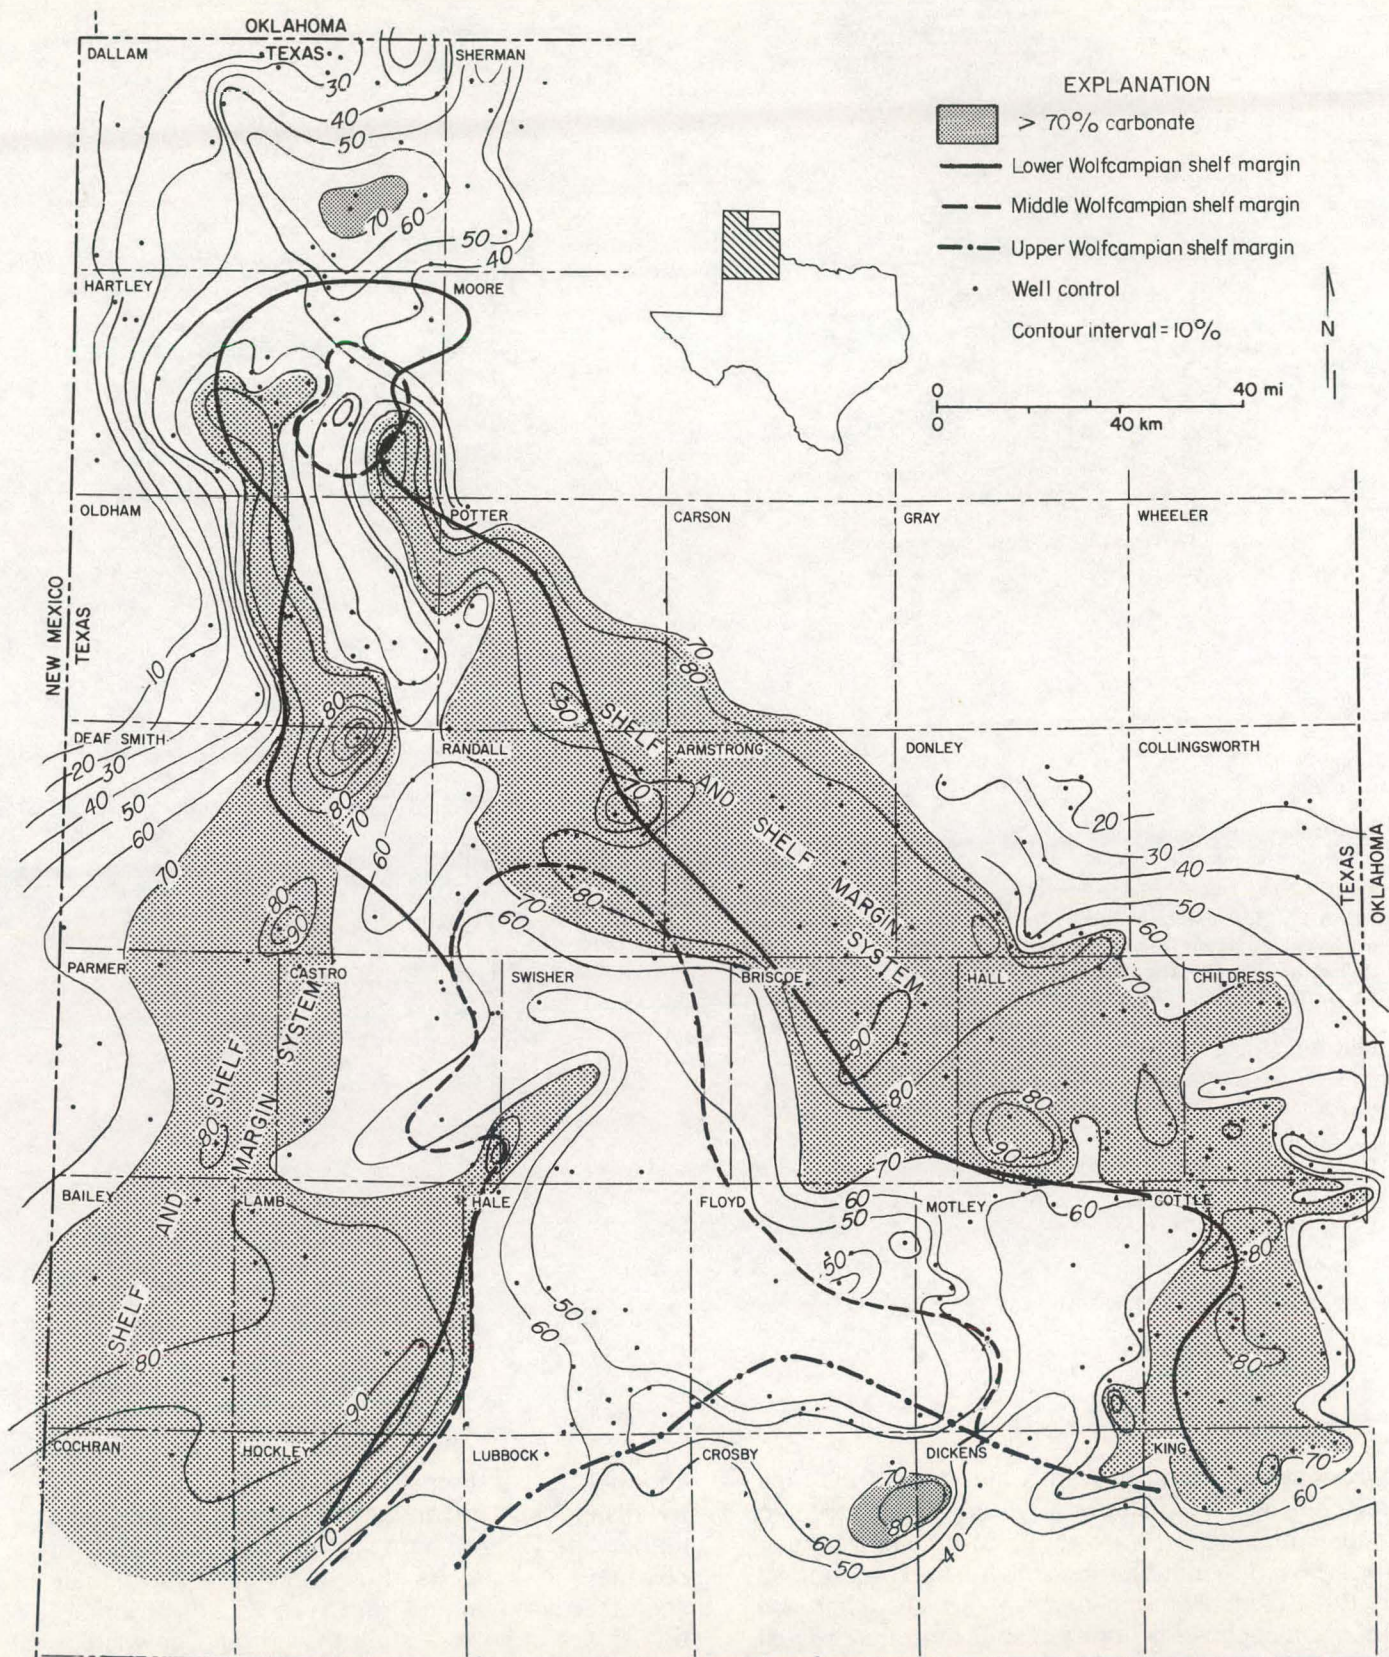 OKLAHOMA
TEXAS
DALLAM
SHERMAN
30
40
50
70
60
50
40
EXPLANATION
> 70% carbonate
Lower Wolfcampian shelf margin
Middle Wolfcampian shelf margin
Upper Wolfcampian shelf margin
Well control
Contour interval = 10%
N
0
40 mi
0
40 km
HARTLEY
MOORE
OLDHAM
POTTER
CARSON
GRAY
WHEELER
NEW MEXICO
TEXAS
10
70
80
80
90
DEAF SMITH
RANDALL
ARMSTRONG
DONLEY
COLLINGSWORTH
SHELF
AND
SHELF
MARGIN
SYSTEM
20
30
40
50
60
70
80
70
60
70
20
30
40
50
60
TEXAS
OKLAHOMA
80
90
70
60
80
PARMER
CASTRO
SWISHER
BRISCOE
HALL
CHILDRESS
70
90
80
80
90
SHELF
AND
SHELF
MARGIN
SYSTEM
80
70
BAILEY
LAMB
HALE
FLOYD
MOTLEY
COTTLE
60
50
60
80
50
50
60
80
80
90
COCHRAN
HOCKLEY
LUBBOCK
CROSBY
DICKENS
KING
70
60
70
80
70
60
50
40